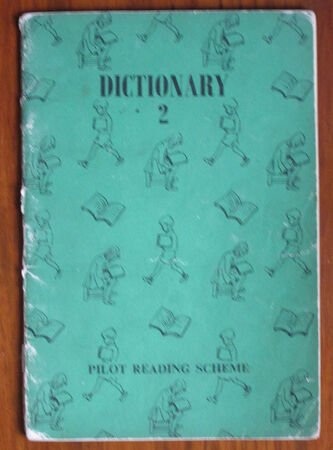 DICTIONARY
2
PILOT READING SCHEME